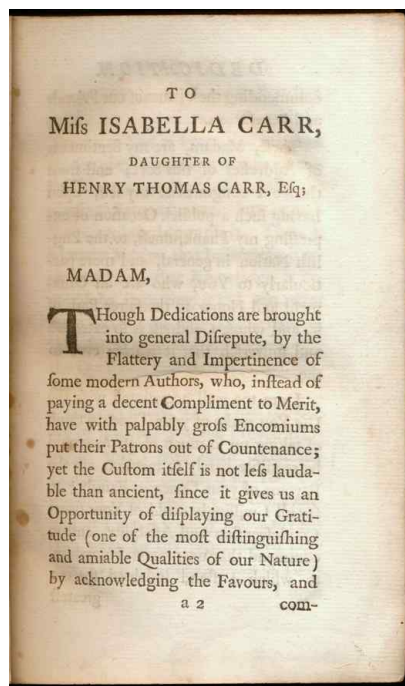 TO
Miſs ISABELLA CARR,
DAUGHTER OF
HENRY THOMAS CARR, Eſq;
MADAM,
THough Dedications are brought
into general Diſrepute, by the
Flattery and Impertinence of
ſome modern Authors, who, inſtead of
paying a decent Compliment to Merit,
have with palpably groſs Encomiums
put their Patrons out of Countenance;
yet the Cuſtom itſelf is not leſs lauda-
ble than ancient, ſince it gives us an
Opportunity of diſplaying our Grati-
tude (one of the moſt diſtinguiſhing
and amiable Qualities of our Nature)
by acknowledging the Favours, and
a 2 com-